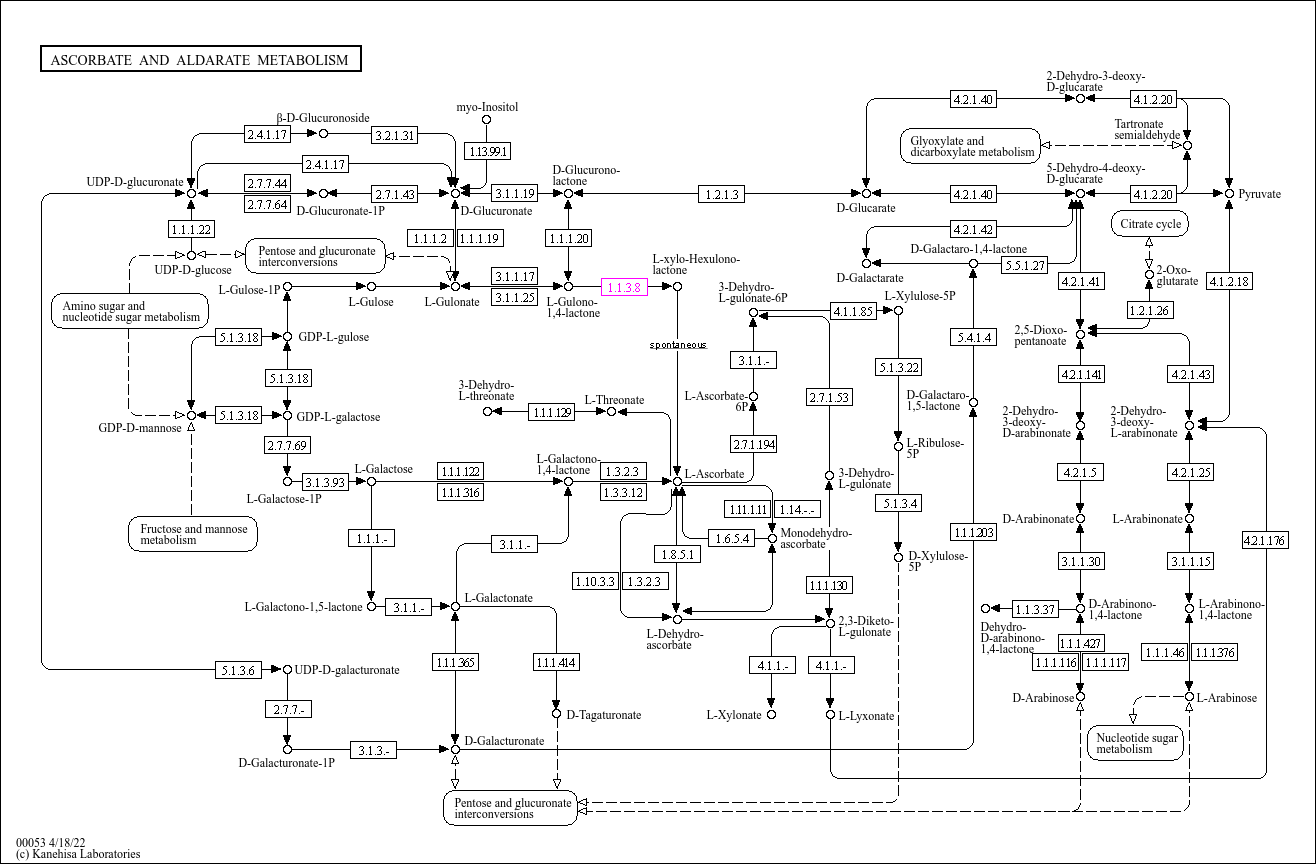 ASCORBATE AND ALDARATE METABOLISM
2-Dehydro-3-deoxy-
D-glucarate
4.2.1.40
4.1.2.20
myo-Inositol
β-D-Glucuronoside
2.4.1.17
3.2.1.31
1.13.99.1
Tartronate
semialdehyde
Glyoxylate and
dicarboxylate metabolism
2.4.1.17
UDP-D-glucuronate
2.7.7.44
2.7.7.64
D-Glucuronate-1P
2.7.1.43
D-Glucuronate
1.1.1.19
D-Glucurono-
lactone
1.2.1.3
D-Glucarate
4.2.1.40
5-Dehydro-4-deoxy-
D-glucarate
4.1.2.20
Pyruvate
1.1.1.22
UDP-D-glucose
Pentose and glucuronate
interconversions
1.1.1.2
1.1.1.19
1.1.1.20
4.2.1.42
D-Galactarate
D-Galactaro-1,4-lactone
5.5.1.27
Citrate cycle
2-Oxo-
glutarate
4.2.1.41
4.1.2.18
1.2.1.26
Amino sugar and
nucleotide sugar metabolism
L-Gulose-1P
L-Gulose
L-Gulonate
3.1.1.17
3.1.1.25
L-Gulono-
1,4-lactone
1.1.3.8
L-xylo-Hexulono-
lactone
3-Dehydro-
L-gulonate-6P
4.1.1.85
L-Xylulose-5P
5.1.3.18
GDP-L-gulose
spontaneous
5.4.1.4
2,5-Dioxo-
pentanoate
5.1.3.18
3.1.1.-
5.1.3.22
4.2.1.141
4.2.1.43
3-Dehydro-
L-threonate
1.1.1.129
L-Threonate
L-Ascorbate-
6P
2.7.1.53
D-Galactaro-
1,5-lactone
GDP-D-mannose
5.1.3.18
GDP-L-galactose
2-Dehydro-
3-deoxy-
D-arabinonate
2-Dehydro-
3-deoxy-
L-arabinonate
2.7.7.69
2.7.1.194
L-Ribulose-
5P
L-Galactose-1P
3.1.3.93
L-Galactose
1.1.1.122
1.1.1.316
L-Galactono-
1,4-lactone
1.3.2.3
1.3.3.12
L-Ascorbate
3-Dehydro-
L-gulonate
4.2.1.5
4.2.1.25
5.1.3.4
1.11.1.11
1.14.-.-
D-Arabinonate
L-Arabinonate
Fructose and mannose
metabolism
1.1.1.-
3.1.1.-
1.6.5.4
Monodehydro-
ascorbate
1.1.1.203
4.2.1.176
1.8.5.1
D-Xylulose-
5P
3.1.1.30
3.1.1.15
1.10.3.3
1.3.2.3
1.1.1.130
L-Galactono-1,5-lactone
3.1.1.-
L-Galactonate
1.1.3.37
D-Arabinono-
1,4-lactone
L-Arabinono-
1,4-lactone
L-Dehydro-
ascorbate
2,3-Diketo-
L-gulonate
Dehydro-
D-arabinono-
1,4-lactone
1.1.1.427
1.1.1.116
1.1.1.117
1.1.1.46
1.1.1.376
5.1.3.6
UDP-D-galacturonate
1.1.1.365
1.1.1.414
4.1.1.-
4.1.1.-
D-Arabinose
L-Arabinose
2.7.7.-
D-Tagaturonate
L-Xylonate
L-Lyxonate
D-Galacturonate-1P
3.1.3.-
D-Galacturonate
Nucleotide sugar
metabolism
Pentose and glucuronate
interconversions
00053 4/18/22
(c) Kanehisa Laboratories